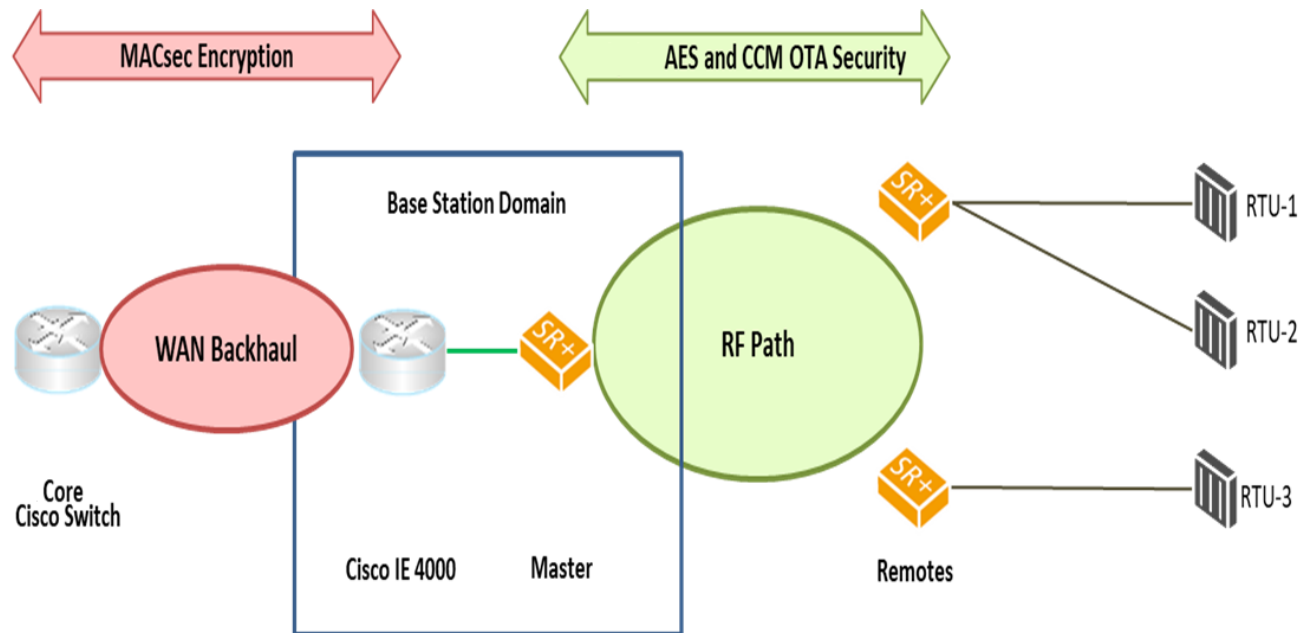 MACsec Encryption
AES and CCM OTA Security
Base Station Domain
SR+
RTU-1
WAN Backhaul
SR+
RF Path
RTU-2
SR+
RTU-3
Core
Cisco Switch
Cisco IE 4000
Master
Remotes